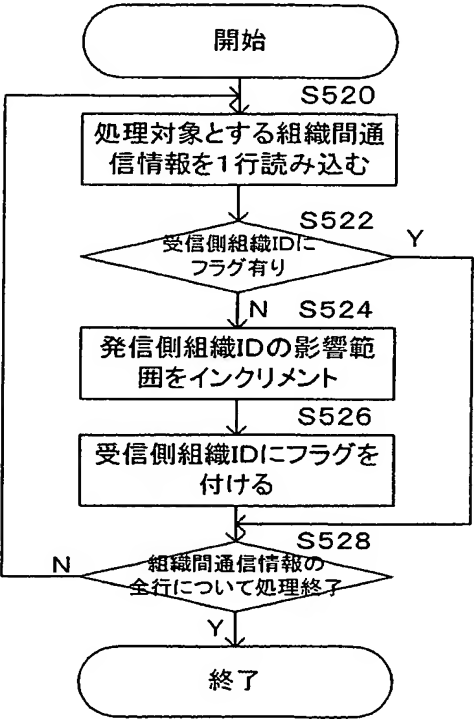 開始
S520
処理対象とする組織間通
信情報を1行読み込む
S522
受信側組織IDに
フラグ有り
Y
N
S524
発信側組織IDの影響範
囲をインクリメント
S526
受信側組織IDにフラグを
付ける
S528
組織間通信情報の
全行について処理終了
N
Y
終了